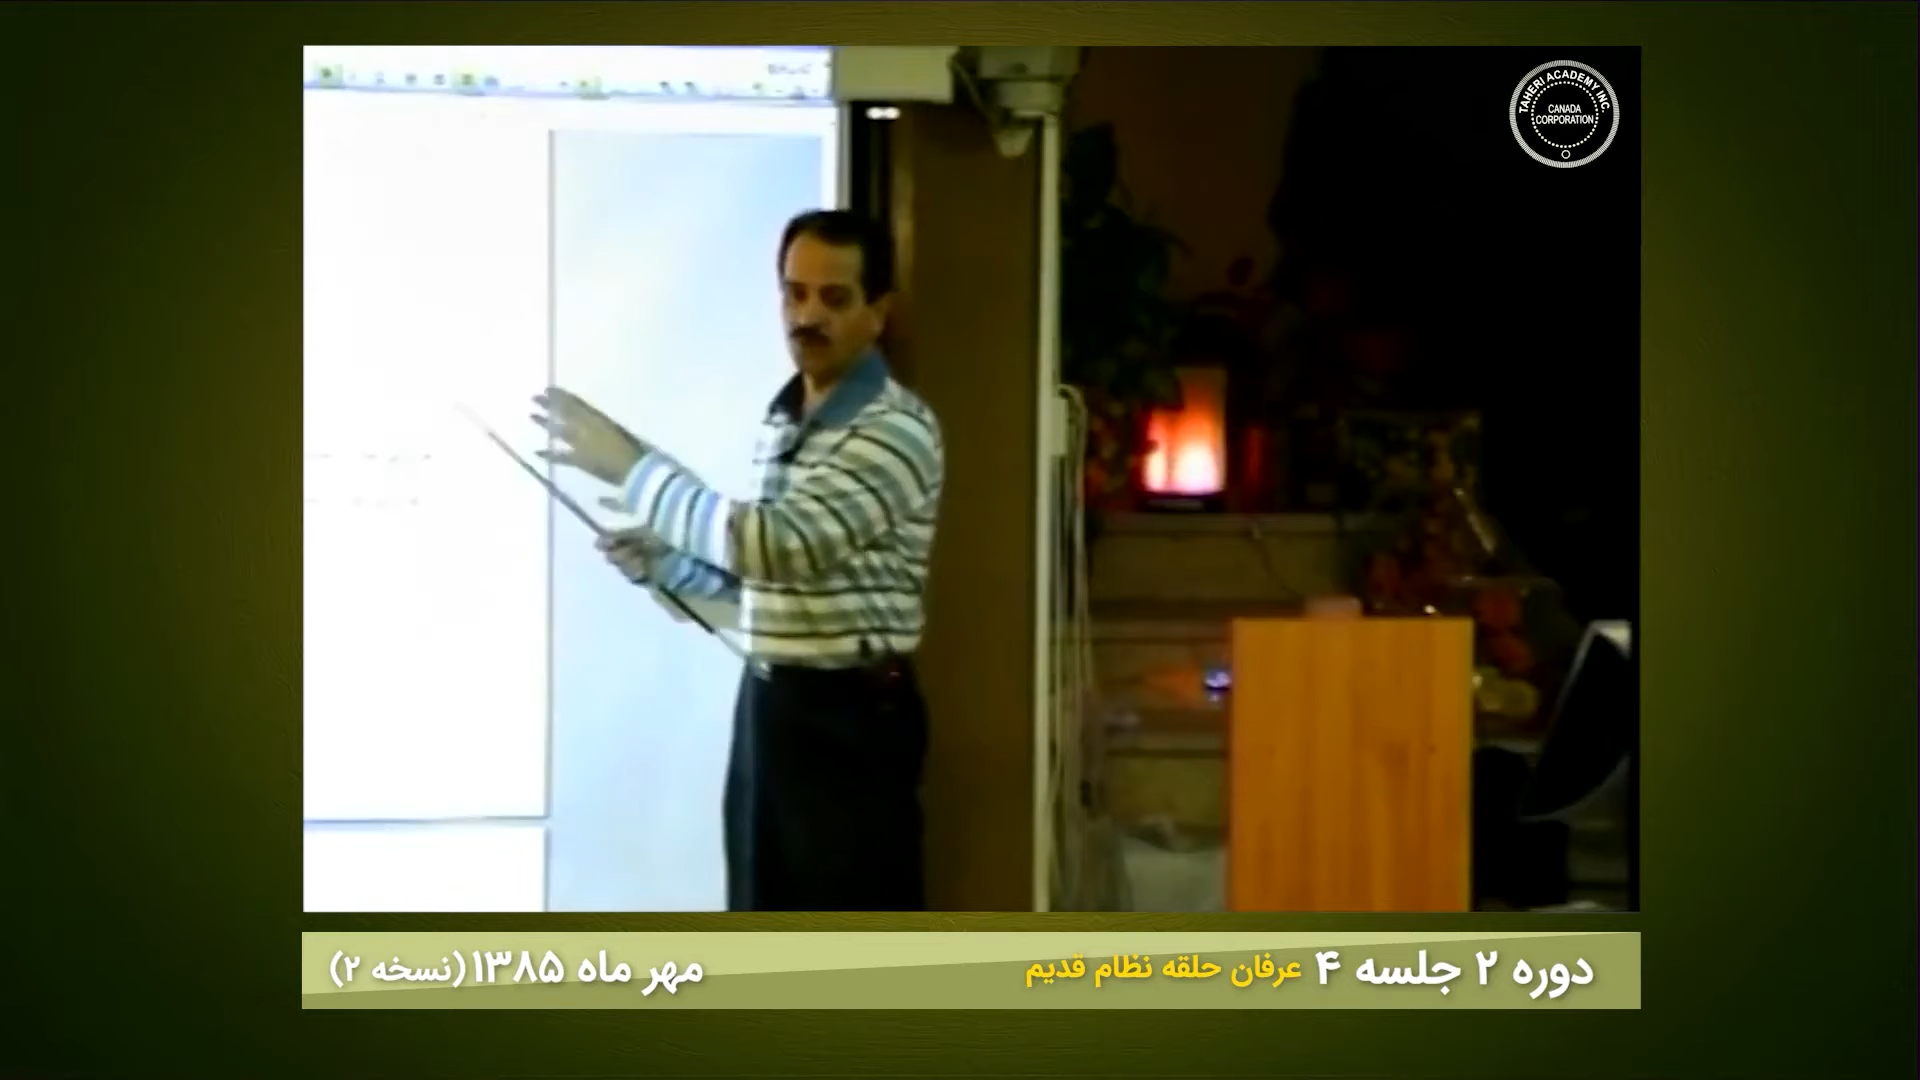 TAHERI ACADEMY INC.
CANADA
CORPORATION
دوره ۲ جلسه ۴ عرفان حلقه نظام قدیم
مهر ماه ۱۳۸۵ (نسخه ۲)